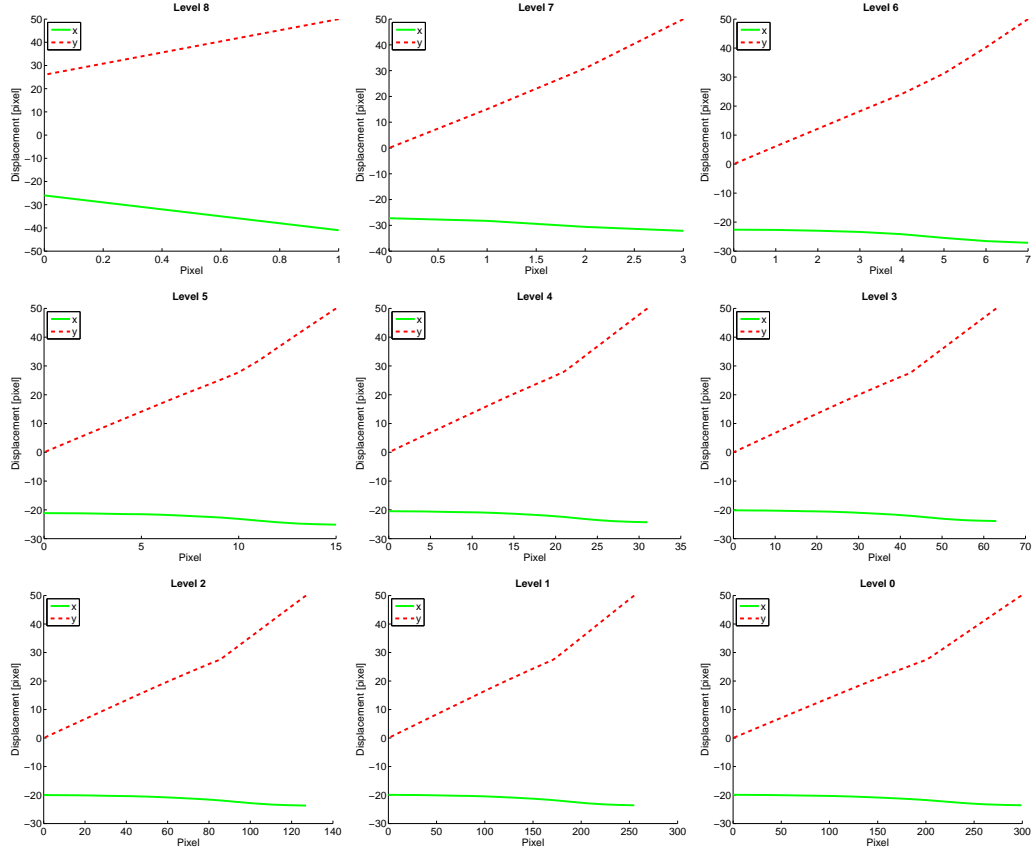 Level 8
x
y
Displacement [pixel]
50
40
30
20
10
0
−10
−20
−30
−40
−50
0 0.2 0.4 0.6 0.8 1
Pixel
Level 7
x
y
Displacement [pixel]
50
40
30
20
10
0
−10
−20
−30
−40
0 0.5 1 1.5 2 2.5 3
Pixel
Level 6
x
y
Displacement [pixel]
50
40
30
20
10
0
−10
−20
−30
0 1 2 3 4 5 6 7
Pixel
Level 5
x
y
Displacement [pixel]
50
40
30
20
10
0
−10
−20
−30
0 5 10 15
Pixel
Level 4
x
y
Displacement [pixel]
50
40
30
20
10
0
−10
−20
−30
0 5 10 15 20 25 30 35
Pixel
Level 3
x
y
Displacement [pixel]
50
40
30
20
10
0
−10
−20
−30
0 10 20 30 40 50 60 70
Pixel
Level 2
x
y
Displacement [pixel]
50
40
30
20
10
0
−10
−20
−30
0 20 40 60 80 100 120 140
Pixel
Level 1
x
y
Displacement [pixel]
50
40
30
20
10
0
−10
−20
−30
0 50 100 150 200 250 300
Pixel
Level 0
x
y
Displacement [pixel]
50
40
30
20
10
0
−10
−20
−30
0 50 100 150 200 250 300
Pixel